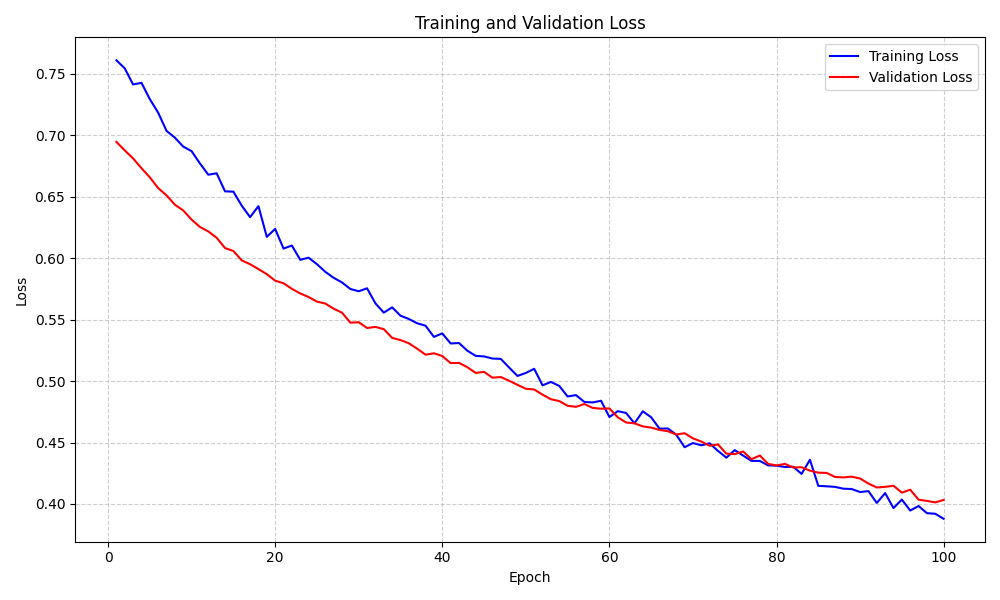 Training and Validation Loss
Training Loss
Validation Loss
0.75
0.70
0.65
0.60
0.55
0.50
0.45
0.40
Loss
0 20 40 60 80 100
Epoch